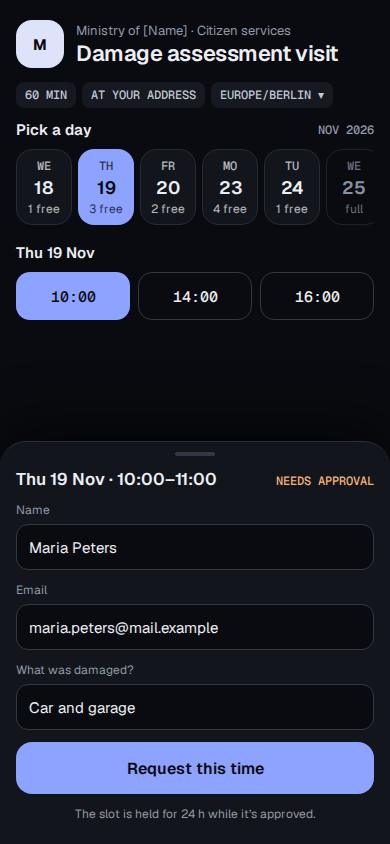 M
Ministry of [Name] · Citizen services
Damage assessment visit
60 MIN
AT YOUR ADDRESS
EUROPE/BERLIN ▾
Pick a day
NOV 2026
WE
18
1 free
TH
19
3 free
FR
20
2 free
MO
23
4 free
TU
24
1 free
WE
25
full
Thu 19 Nov
10:00
14:00
16:00
Thu 19 Nov · 10:00–11:00
NEEDS APPROVAL
Name
Maria Peters
Email
maria.peters@mail.example
What was damaged?
Car and garage
Request this time
The slot is held for 24 h while it's approved.